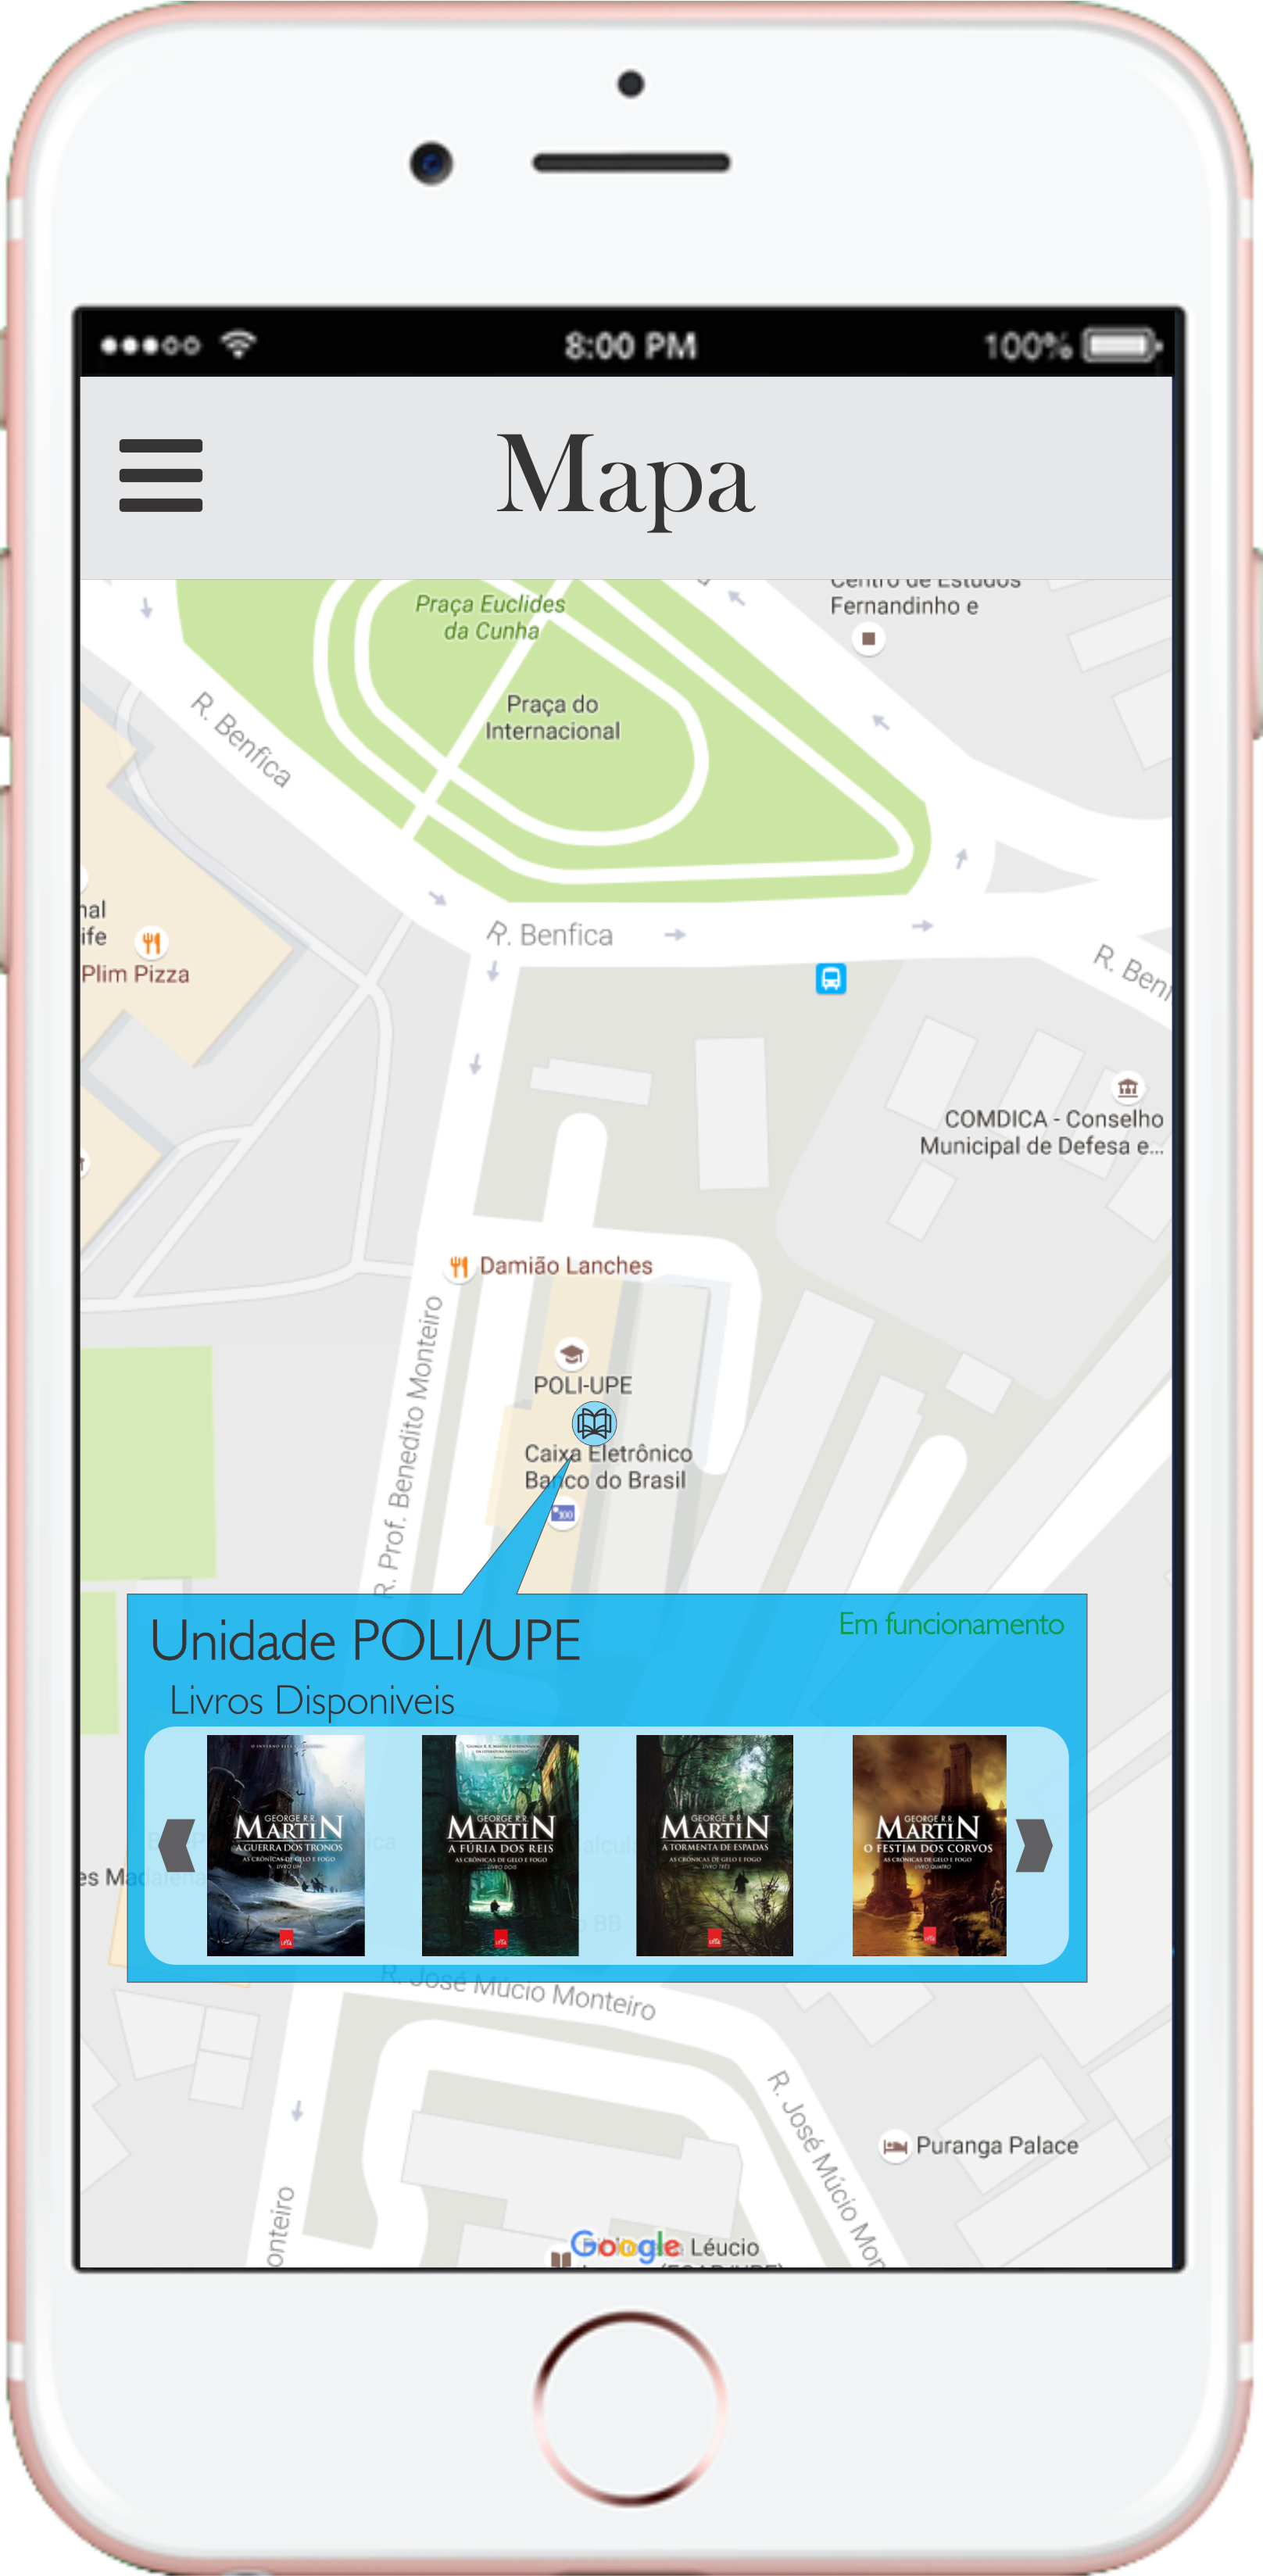 8:00 PM
100%
Mapa
Centro de Estudos
Fernandinho e
Praça Euclides
da Cunha
Praça do
Internacional
R. Benfica
nal
ife
Plim Pizza
R. Benfica
R. Benf
COMDICA - Conselho
Municipal de Defesa e...
Damião Lanches
R. Prof. Benedito Monteiro
POLI-UPE
Caixa Eletrônico
Banco do Brasil
Unidade POLI/UPE
Em funcionamento
Livros Disponiveis
GEORGE R.R.
MARTIN
A GUERRA DOS TRONOS
AS CRÔNICAS DE GELO E FOGO
LIVRO UM
GEORGE R.R.
MARTIN
A FÚRIA DOS REIS
AS CRÔNICAS DE GELO E FOGO
LIVRO DOIS
GEORGE R.R.
MARTIN
A TORMENTA DE ESPADAS
AS CRÔNICAS DE GELO E FOGO
LIVRO TRÊS
GEORGE R.R.
MARTIN
O FESTIM DOS CORVOS
AS CRÔNICAS DE GELO E FOGO
LIVRO QUATRO
es Madalena
BB
R. José Múcio Monteiro
R. José Múcio Mon
Puranga Palace
onteiro
Google
Léucio